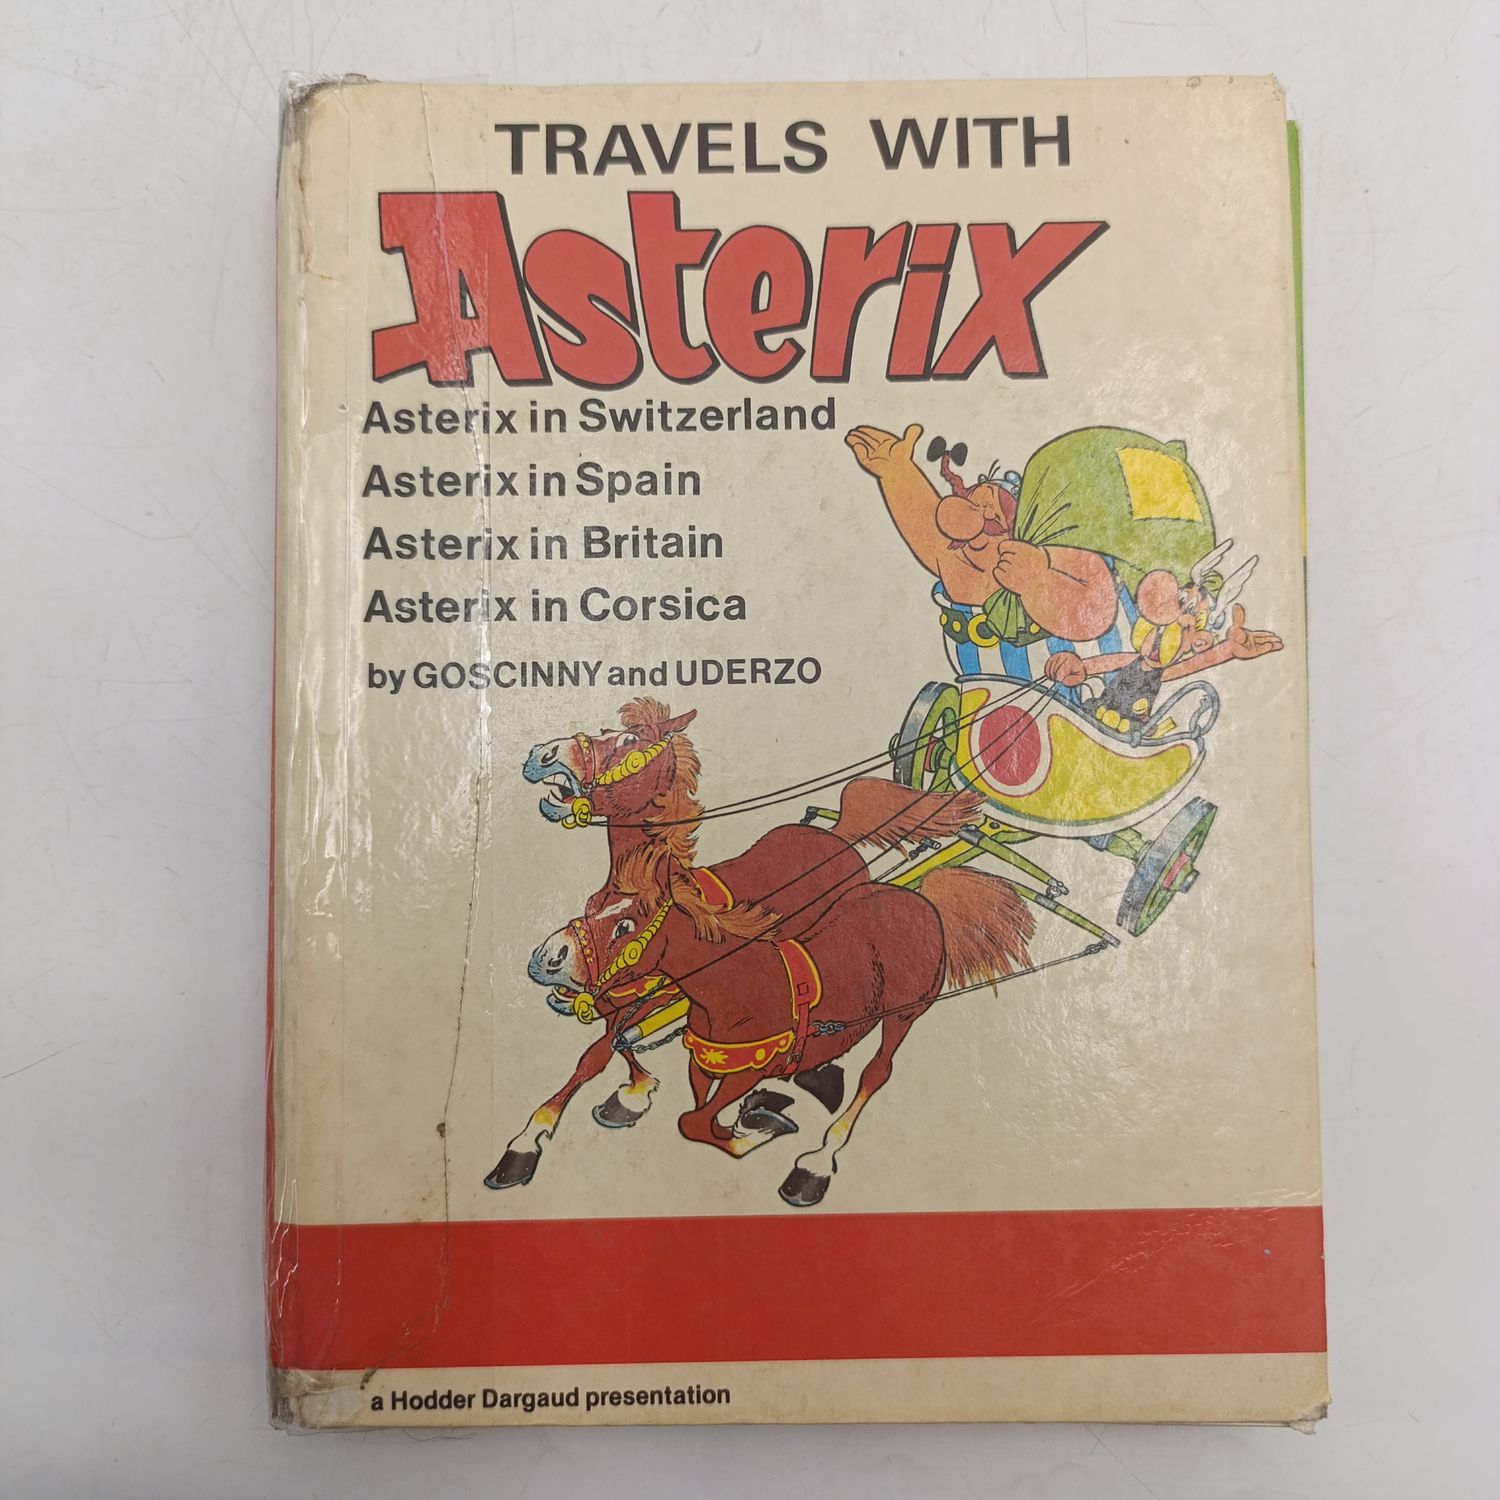 TRAVELS WITH
Asterix
Asterix in Switzerland
Asterix in Spain
Asterix in Britain
Asterix in Corsica
by GOSCINNY and UDERZO
a Hodder Dargaud presentation